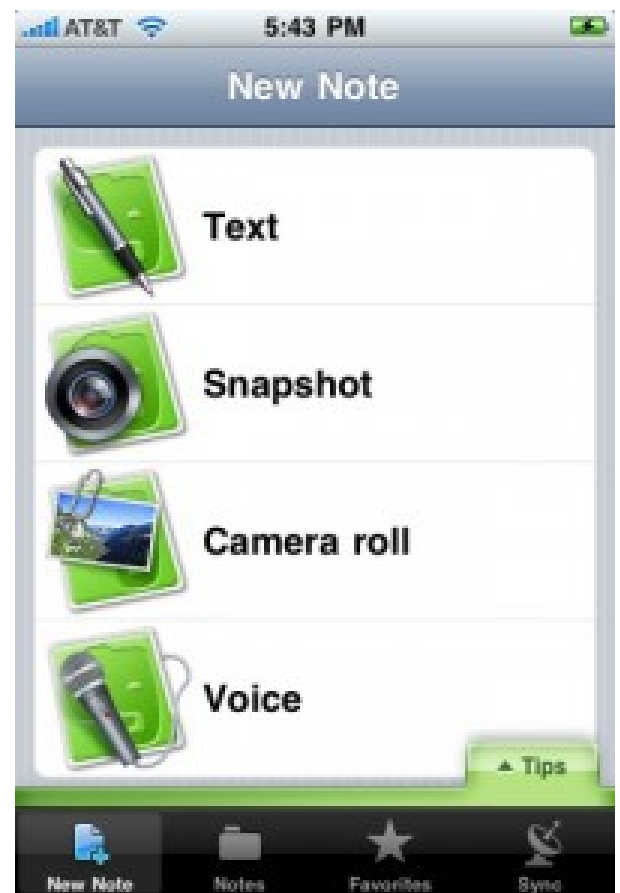 AT&T 5:43 PM
New Note
Text
Snapshot
Camera roll
Voice
Tips
New Note Notes Favorites Sync